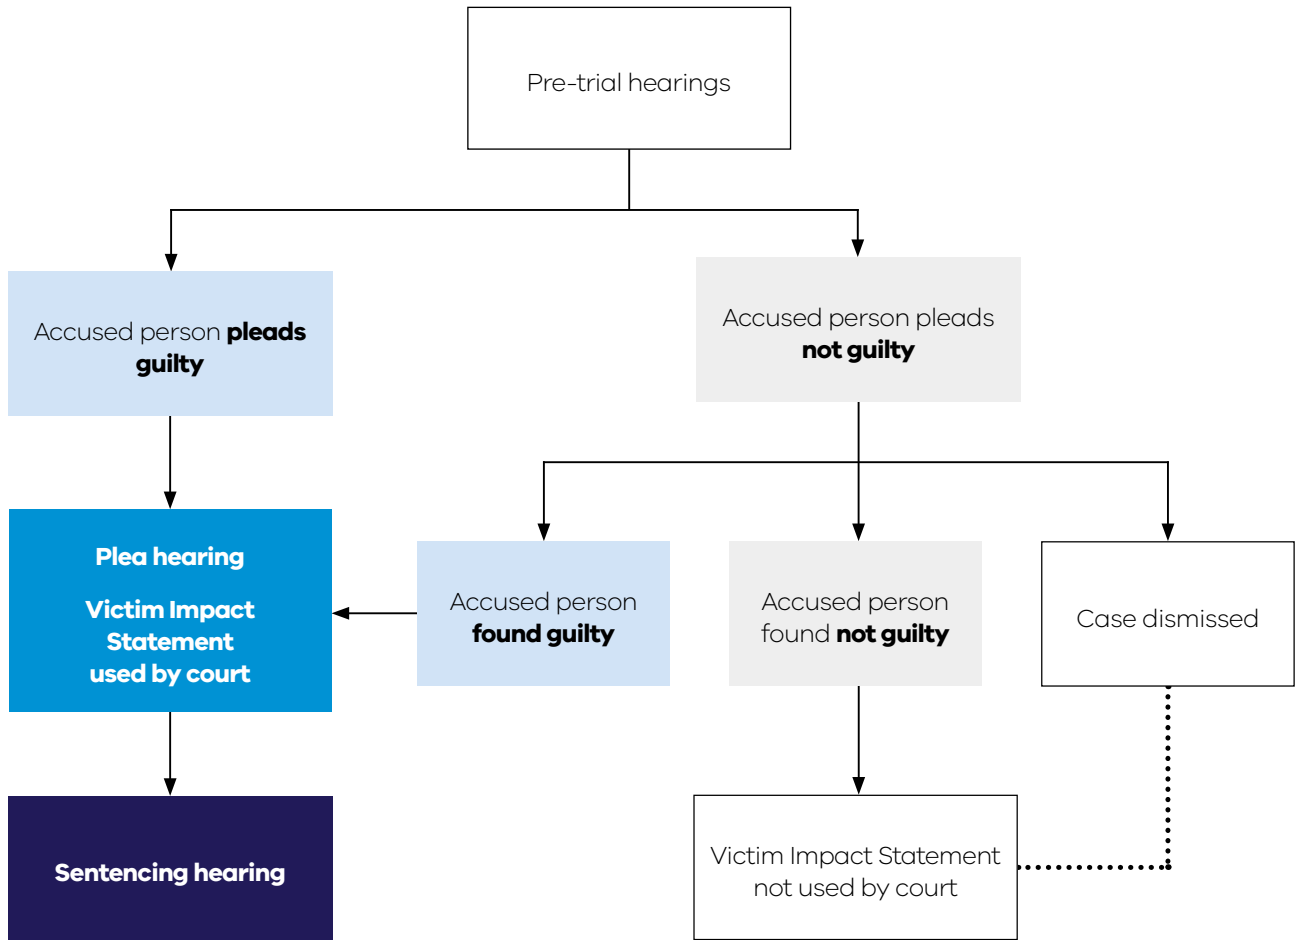 Pre-trial hearings
Accused person pleads
guilty
Accused person pleads
not guilty
Plea hearing
Victim Impact
Statement
used by court
Accused person
found guilty
Accused person
found not guilty
Case dismissed
Sentencing hearing
Victim Impact Statement
not used by court